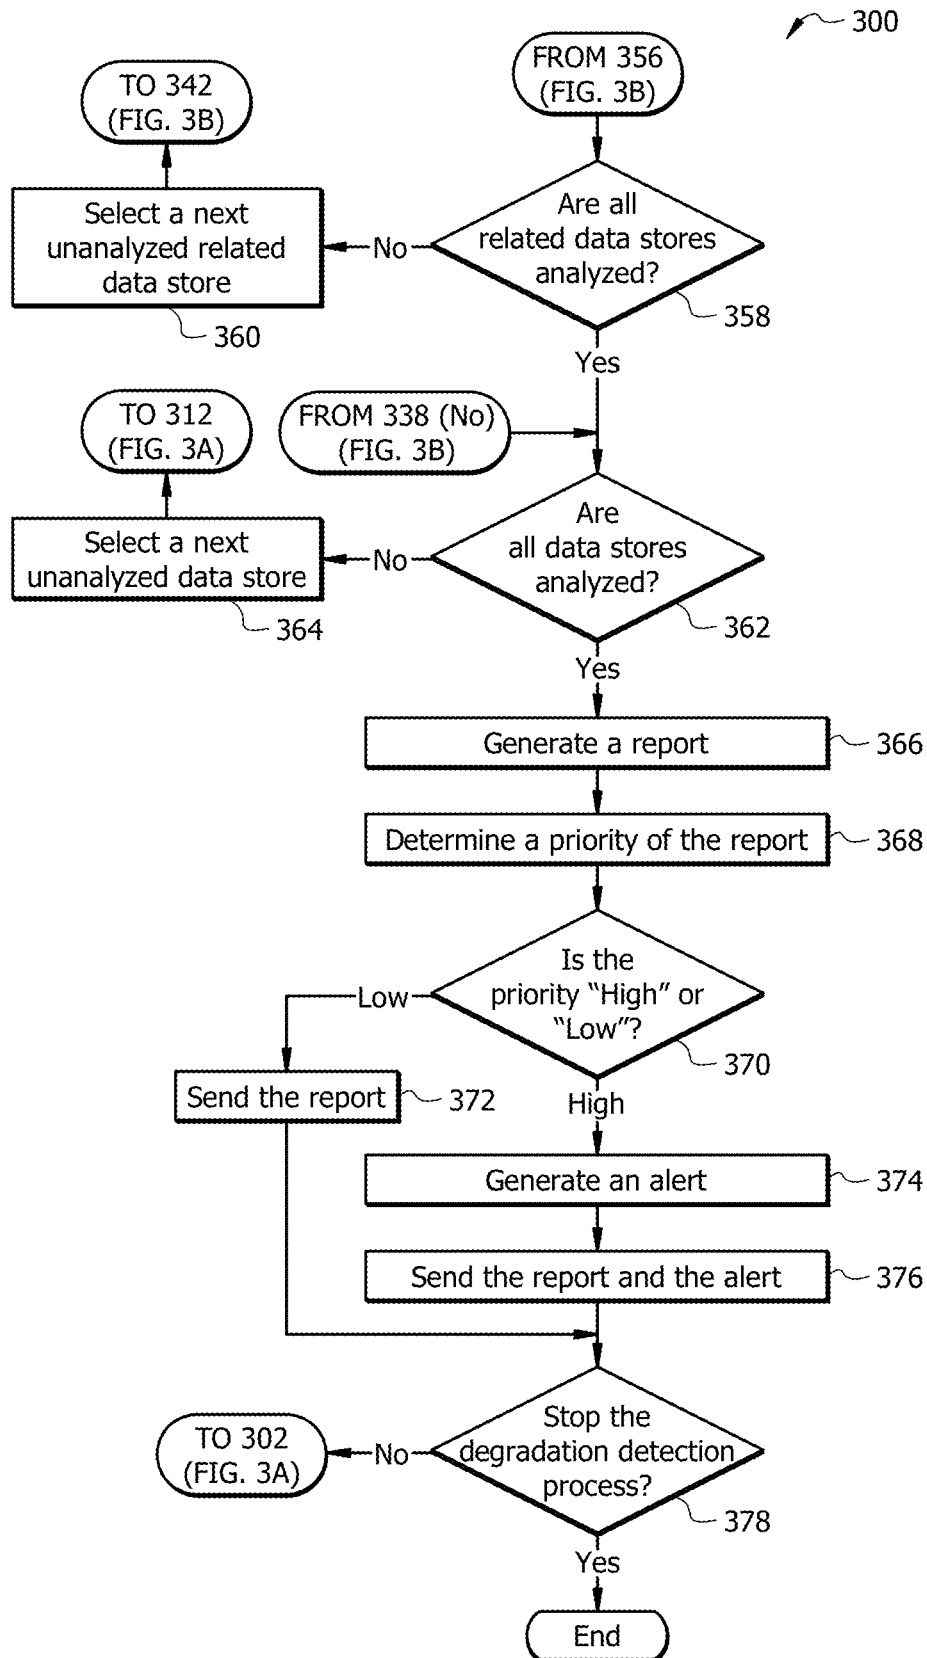 300
FROM 356
(FIG. 3B)
TO 342
(FIG. 3B)
Are all
related data stores
analyzed?
358
No
Select a next
unanalyzed related
data store
360
Yes
TO 312
(FIG. 3A)
FROM 338 (No)
(FIG. 3B)
Are
all data stores
analyzed?
362
No
Select a next
unanalyzed data store
364
Yes
Generate a report
366
Determine a priority of the report
368
Is the
priority “High” or
“Low”?
370
Low
Send the report
372
High
Generate an alert
374
Send the report and the alert
376
Stop the
degradation detection
process?
378
No
TO 302
(FIG. 3A)
Yes
End